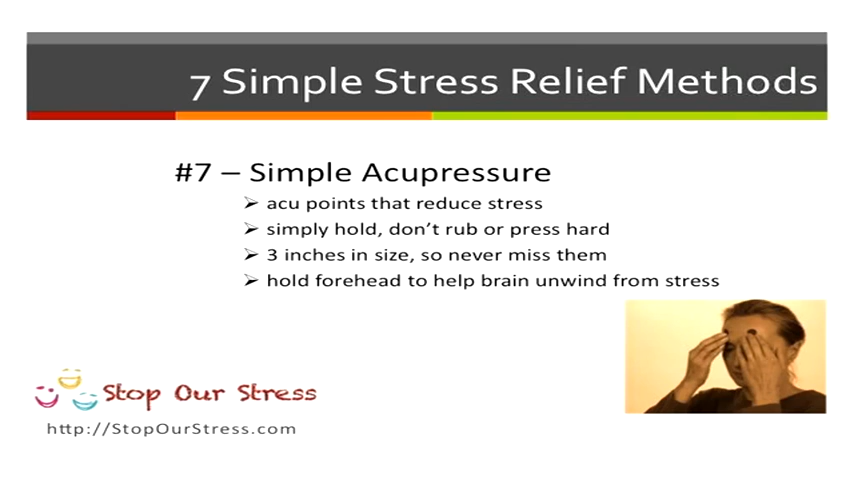 7 Simple Stress Relief Methods
#7 – Simple Acupressure
➢ acu points that reduce stress
➢ simply hold, don’t rub or press hard
➢ 3 inches in size, so never miss them
➢ hold forehead to help brain unwind from stress
Stop Our Stress
http://StopOurStress.com